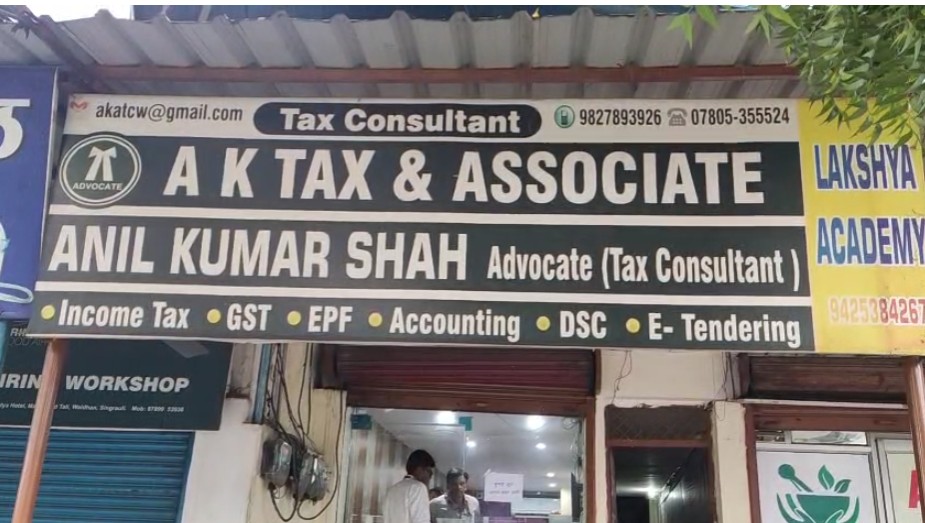 akatcw@gmail.com Tax Consultant 9827893926 07805-355524
ADVOCATE
A K TAX & ASSOCIATE
ANIL KUMAR SHAH Advocate (Tax Consultant )
• Income Tax • GST • EPF • Accounting • DSC • E- Tendering
LAKSHYA
ACADEMY
9425384267
WORKSHOP